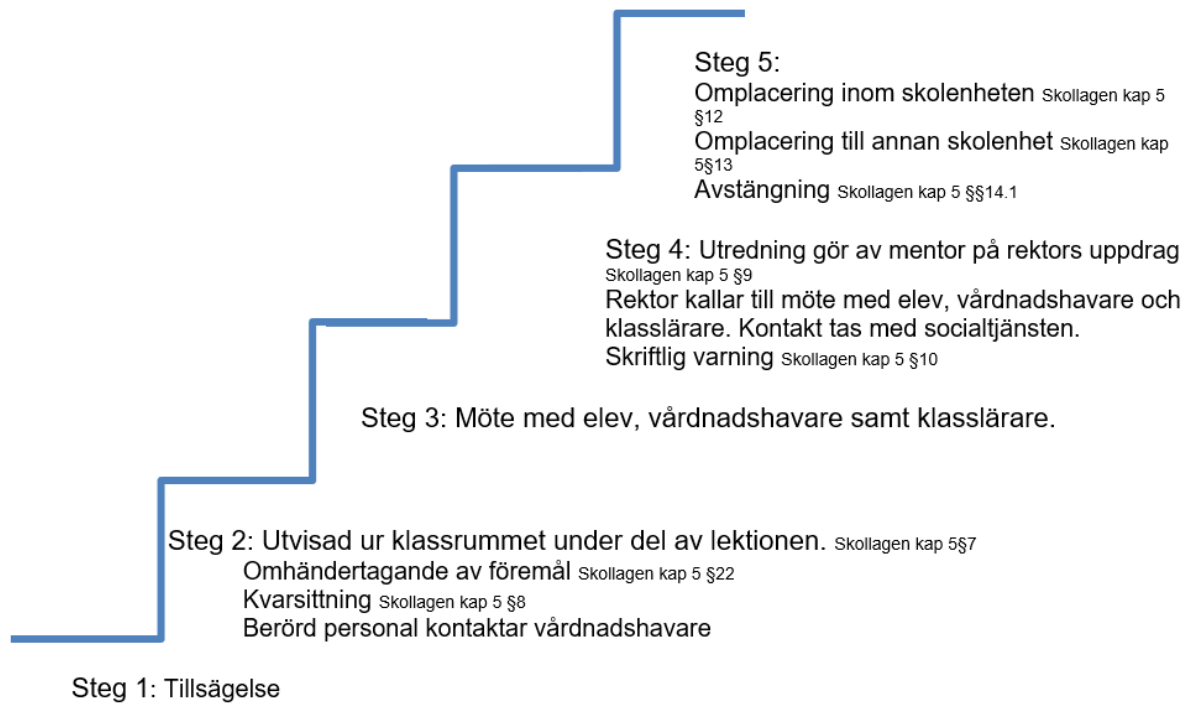 Steg 5:
Omplacering inom skolenheten Skollagen kap 5
§12
Omplacering till annan skolenhet Skollagen kap
5§13
Avstängning Skollagen kap 5 §§14.1
Steg 4: Utredning gör av mentor på rektors uppdrag
Skollagen kap 5 §9
Rektor kallar till möte med elev, vårdnadshavare och
klasslärare. Kontakt tas med socialtjänsten.
Skriftlig varning Skollagen kap 5 §10
Steg 3: Möte med elev, vårdnadshavare samt klasslärare.
Steg 2: Utvisad ur klassrummet under del av lektionen. Skollagen kap 5§7
Omhändertagande av föremål Skollagen kap 5 §22
Kvarsittning Skollagen kap 5 §8
Berörd personal kontaktar vårdnadshavare
Steg 1: Tillsägelse